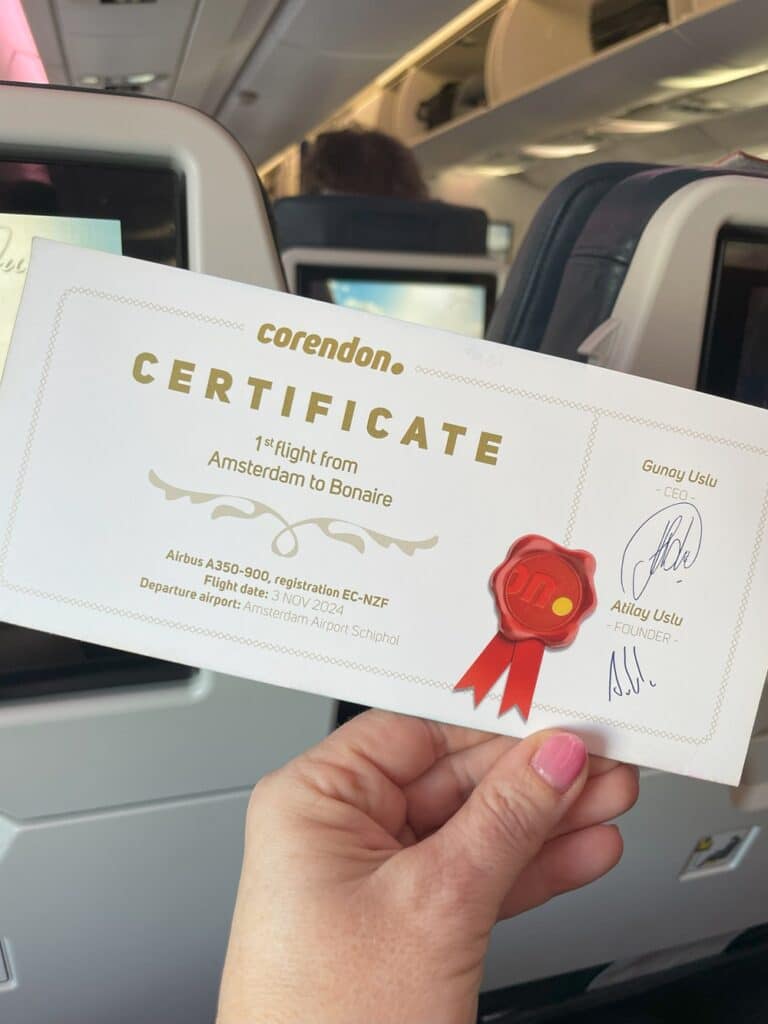 corendon.
CERTIFICATE
1st flight from
Amsterdam to Bonaire
Airbus A350-900, registration EC-NZF
Flight date: 3 NOV 2024
Departure airport: Amsterdam Airport Schiphol
on.
Gunay Uslu
- CEO -
Atilay Uslu
- FOUNDER -